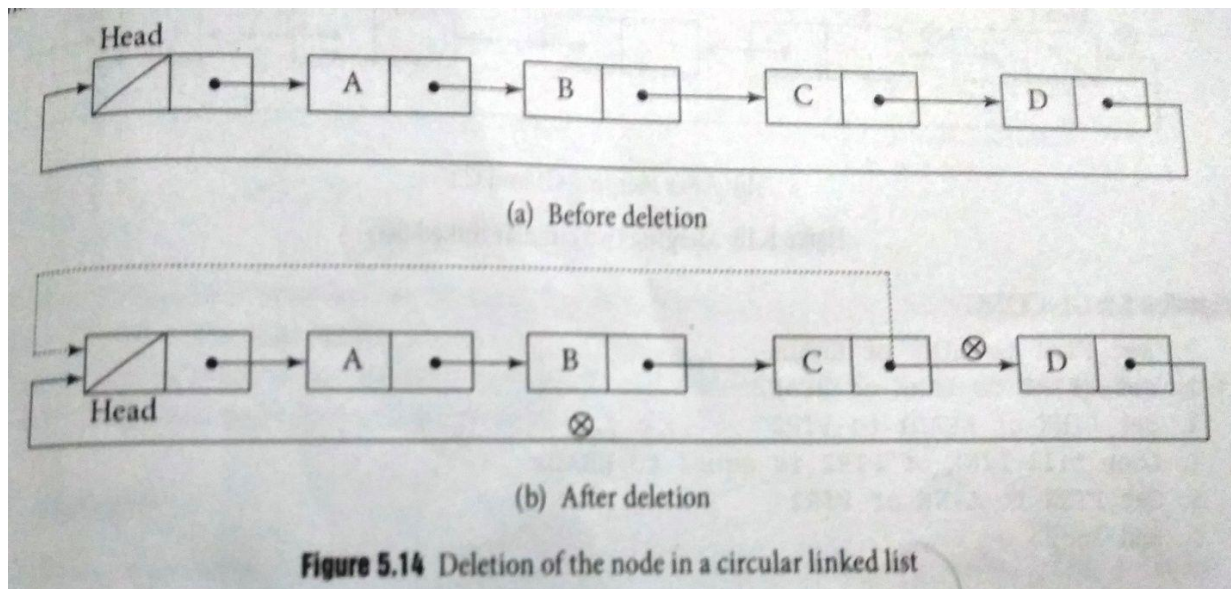 Head
A B C D
(a) Before deletion
A B C D
Head
(b) After deletion
Figure 5.14 Deletion of the node in a circular linked list